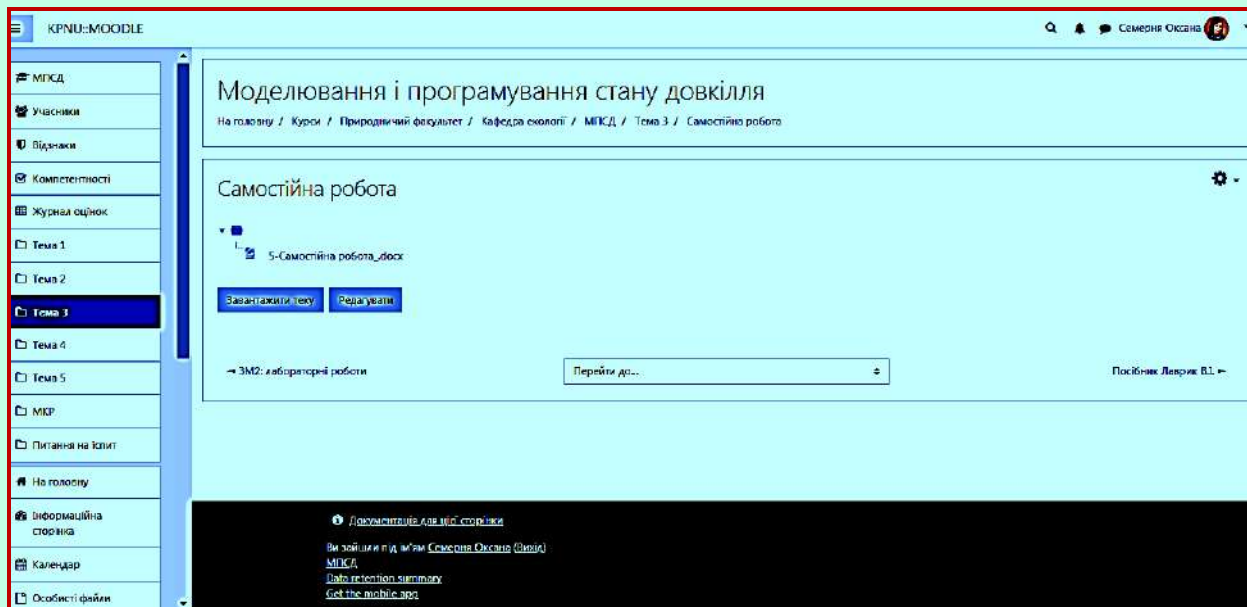 KPNU::MOODLE
Семерня Оксана
МПСД
Учасники
Відзнаки
Компетентності
Журнал оцінок
Тема 1
Тема 2
Тема 3
Тема 4
Тема 5
МКР
Питання на іспит
На головну
Інформаційна
сторінка
Календар
Особисті файли
Моделювання і програмування стану довкілля
На головну / Курси / Природничий факультет / Кафедра екології / МПСД / Тема 3 / Самостійна робота
Самостійна робота
5-Самостійна робота_.docx
Завантажити теку Редагувати
→ ЗМ2: лабораторні роботи Перейти до... Посібник Лаврик В.І. ←
Документація для цієї сторінки
Ви зайшли під ім'ям Семерня Оксана (Вихід)
МПСД
Data retention summary
Get the mobile app